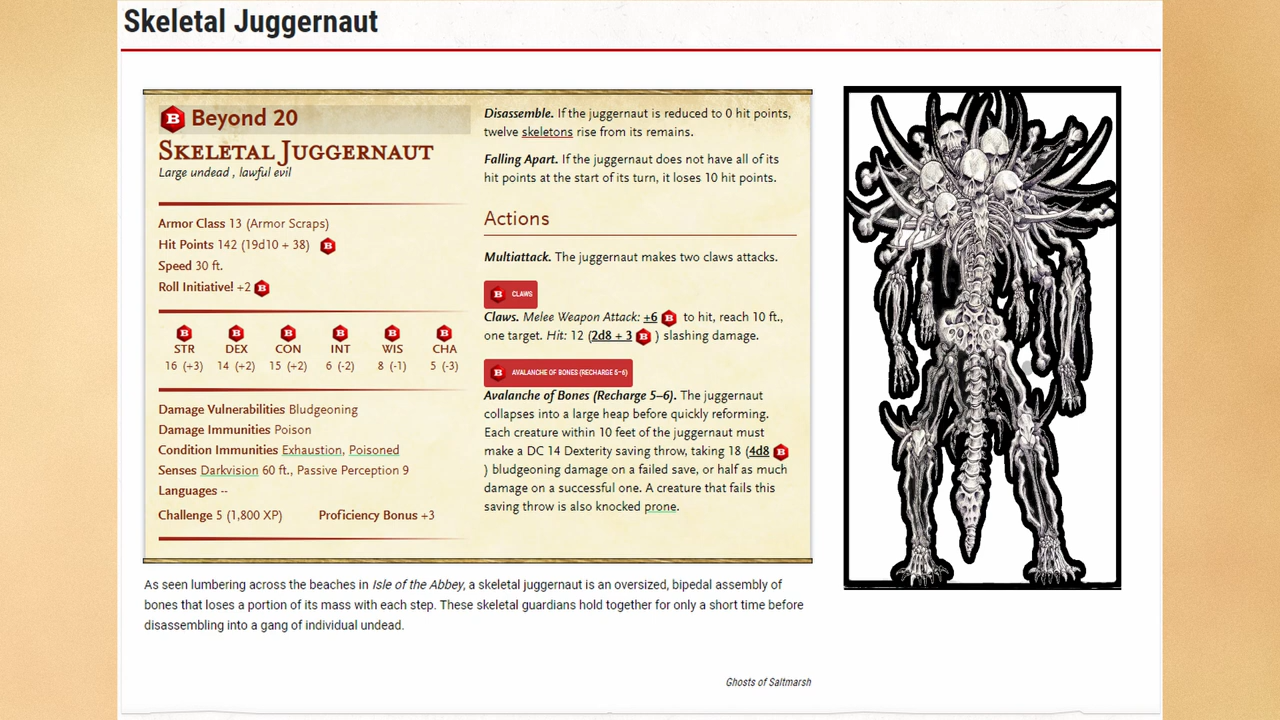 Skeletal Juggernaut
B Beyond 20
Skeletal Juggernaut
Large undead , lawful evil
Armor Class 13 (Armor Scraps)
Hit Points 142 (19d10 + 38) B
Speed 30 ft.
Roll Initiative! +2 B
B B B B B B
STR DEX CON INT WIS CHA
16 (+3) 14 (+2) 15 (+2) 6 (-2) 8 (-1) 5 (-3)
Damage Vulnerabilities Bludgeoning
Damage Immunities Poison
Condition Immunities Exhaustion, Poisoned
Senses Darkvision 60 ft., Passive Perception 9
Languages --
Challenge 5 (1,800 XP) Proficiency Bonus +3
Disassemble. If the juggernaut is reduced to 0 hit points,
twelve skeletons rise from its remains.
Falling Apart. If the juggernaut does not have all of its
hit points at the start of its turn, it loses 10 hit points.
Actions
Multiattack. The juggernaut makes two claws attacks.
B CLAWS
Claws. Melee Weapon Attack: +6 B to hit, reach 10 ft.,
one target. Hit: 12 (2d8 + 3 B ) slashing damage.
B AVALANCHE OF BONES (RECHARGE 5–6)
Avalanche of Bones (Recharge 5–6). The juggernaut
collapses into a large heap before quickly reforming.
Each creature within 10 feet of the juggernaut must
make a DC 14 Dexterity saving throw, taking 18 (4d8 B
) bludgeoning damage on a failed save, or half as much
damage on a successful one. A creature that fails this
saving throw is also knocked prone.
As seen lumbering across the beaches in Isle of the Abbey, a skeletal juggernaut is an oversized, bipedal assembly of
bones that loses a portion of its mass with each step. These skeletal guardians hold together for only a short time before
disassembling into a gang of individual undead.
Ghosts of Saltmarsh